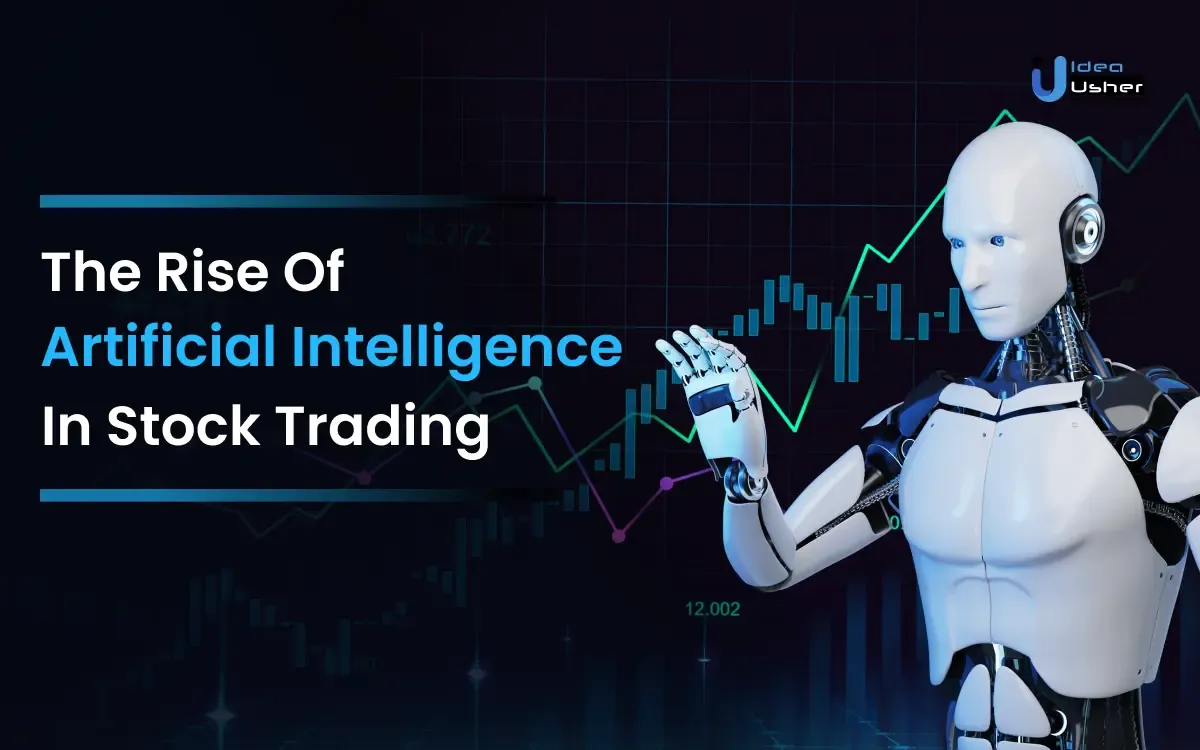 Idea
Usher
The Rise Of
Artificial Intelligence
In Stock Trading
12.002